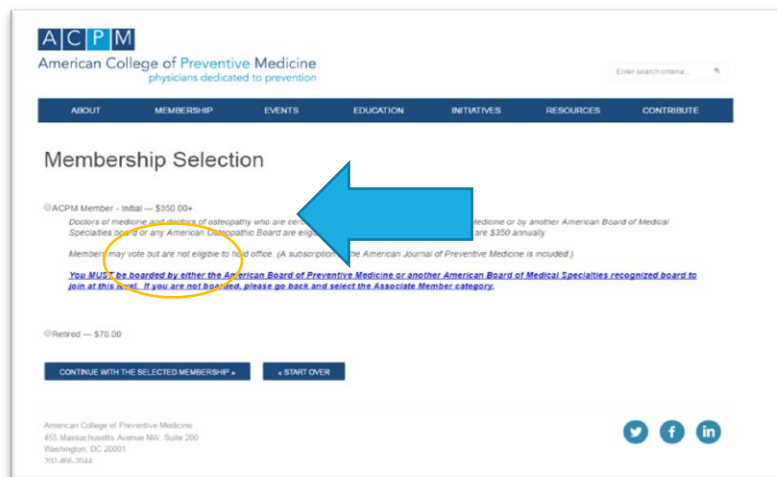 ACPM
American College of Preventive Medicine
physicians dedicated to prevention
Enter search criteria...
ABOUT MEMBERSHIP EVENTS EDUCATION INITIATIVES RESOURCES CONTRIBUTE
Membership Selection
ACPM Member - Initial — $350.00+
Doctors of medicine and doctors of osteopathy who are Medicine or by another American Board of Medical
Specialties board or any American Osteopathic Board are are $350 annually.
Members may vote but are not eligible to hold office. (A subscription the American Journal of Preventive Medicine is included.)
You MUST be boarded by either the American Board of Preventive Medicine or another American Board of Medical Specialties recognized board to
join at this level. If you are not boarded, please go back and select the Associate Member category.
Retired — $70.00
CONTINUE WITH THE SELECTED MEMBERSHIP » « START OVER
American College of Preventive Medicine
455 Massachusetts Avenue NW, Suite 200
Washington, DC 20001
202-466-2044